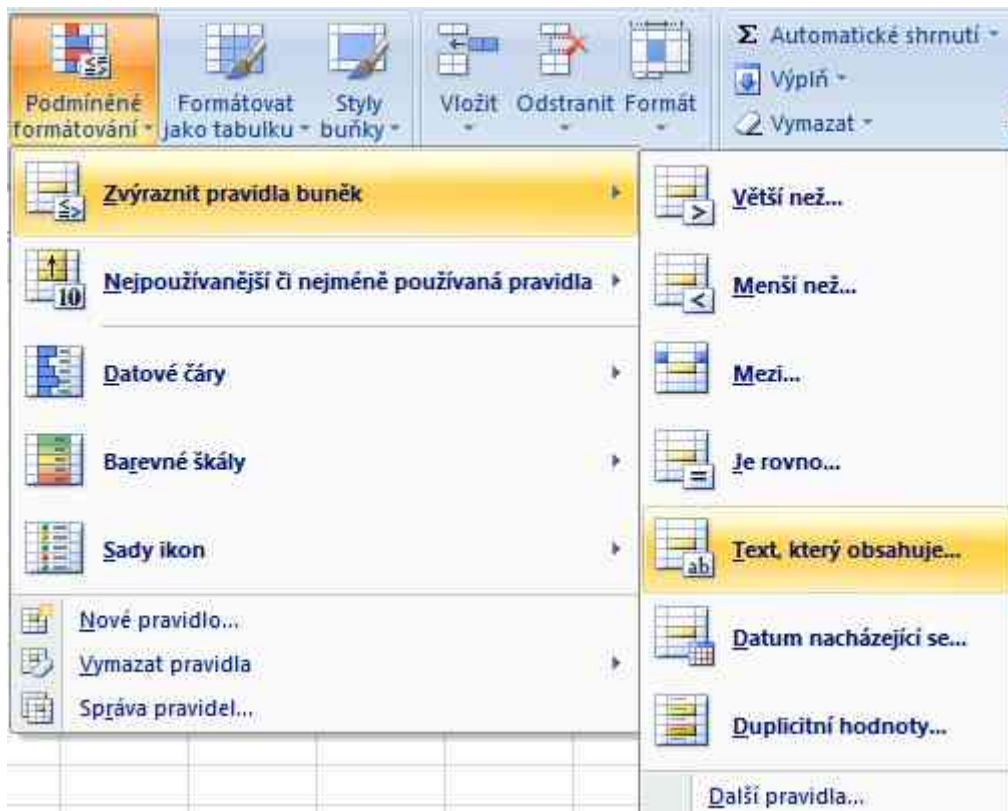 Podmíněné formátování
Formátovat jako tabulku
Styly buňky
Vložit
Odstranit
Formát
Σ Automatické shrnutí
Výplň
Vymazat
Zvýraznit pravidla buněk
Nejpoužívanější či nejméně používaná pravidla
10
Datové čáry
Barevné škály
Sady ikon
Nové pravidlo...
Vymazat pravidla
Správa pravidel...
Větší než...
>
Menší než...
<
Mezi...
Je rovno...
=
Text, který obsahuje...
ab
Datum nacházející se...
Duplicitní hodnoty...
Další pravidla...